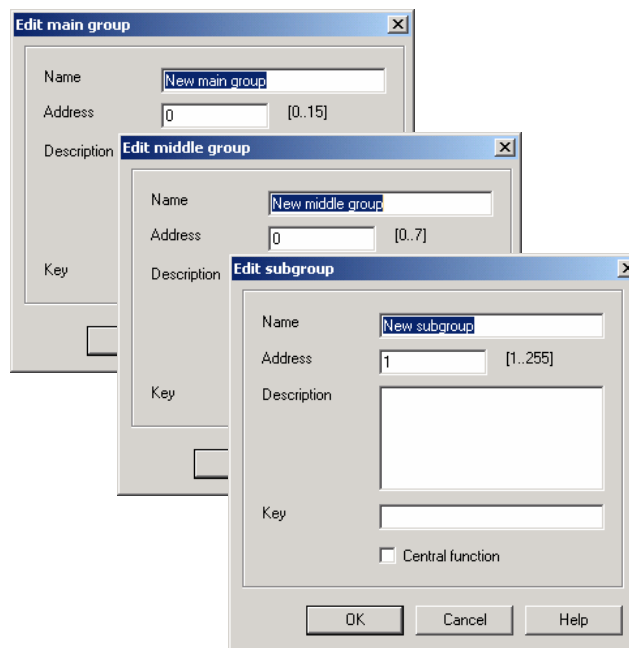 Edit main group
Name New main group
Address 0 [0..15]
Description
Key
Edit middle group
Name New middle group
Address 0 [0..7]
Description
Key
Edit subgroup
Name New subgroup
Address 1 [1..255]
Description
Key
Central function
OK Cancel Help